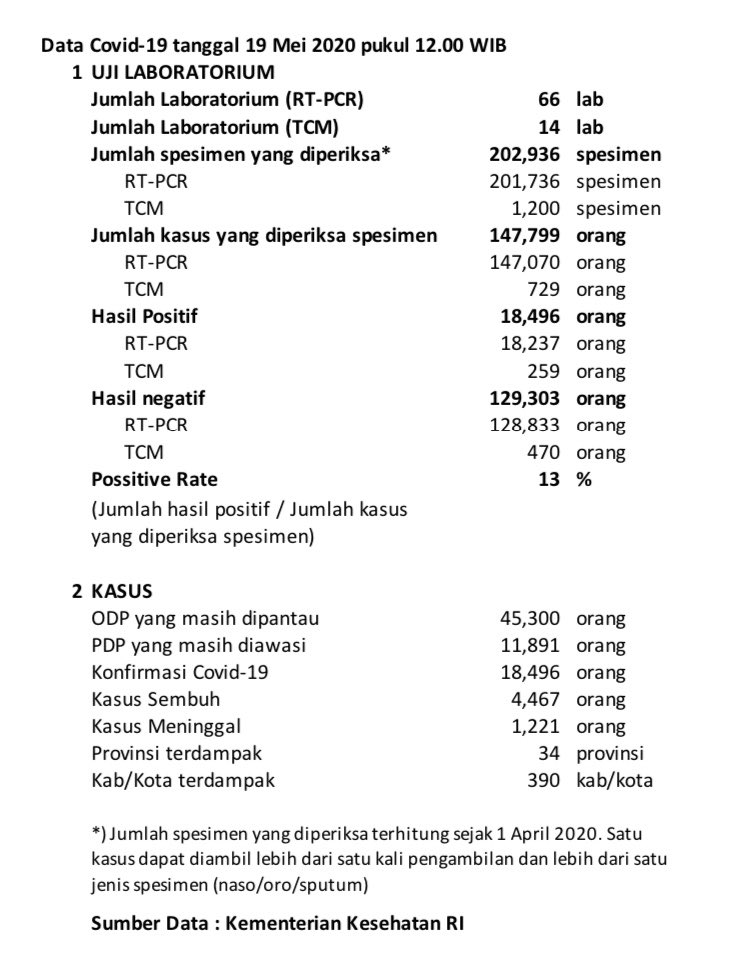 Data Covid-19 tanggal 19 Mei 2020 pukul 12.00 WIB
1 UJI LABORATORIUM
Jumlah Laboratorium (RT-PCR) 66 lab
Jumlah Laboratorium (TCM) 14 lab
Jumlah spesimen yang diperiksa* 202,936 spesimen
RT-PCR 201,736 spesimen
TCM 1,200 spesimen
Jumlah kasus yang diperiksa spesimen 147,799 orang
RT-PCR 147,070 orang
TCM 729 orang
Hasil Positif 18,496 orang
RT-PCR 18,237 orang
TCM 259 orang
Hasil negatif 129,303 orang
RT-PCR 128,833 orang
TCM 470 orang
Possitive Rate 13 %
(Jumlah hasil positif / Jumlah kasus
yang diperiksa spesimen)
2 KASUS
ODP yang masih dipantau 45,300 orang
PDP yang masih diawasi 11,891 orang
Konfirmasi Covid-19 18,496 orang
Kasus Sembuh 4,467 orang
Kasus Meninggal 1,221 orang
Provinsi terdampak 34 provinsi
Kab/Kota terdampak 390 kab/kota
*) Jumlah spesimen yang diperiksa terhitung sejak 1 April 2020. Satu
kasus dapat diambil lebih dari satu kali pengambilan dan lebih dari satu
jenis spesimen (naso/oro/sputum)
Sumber Data : Kementerian Kesehatan RI